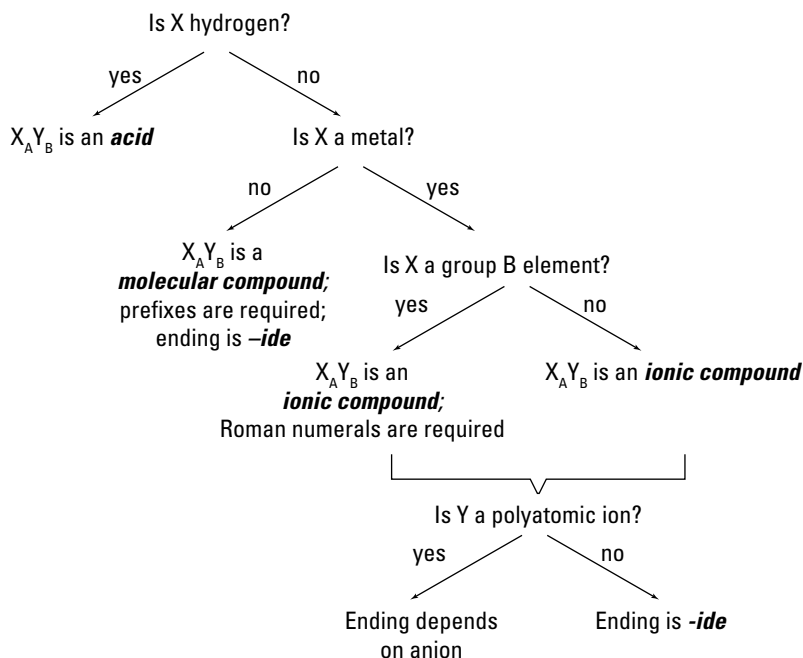 Is X hydrogen?
yes
no
XAYB is an acid
Is X a metal?
no
yes
XAYB is a
molecular compound;
prefixes are required;
ending is –ide
Is X a group B element?
yes
no
XAYB is an
ionic compound;
Roman numerals are required
XAYB is an ionic compound
Is Y a polyatomic ion?
yes
no
Ending depends
on anion
Ending is -ide